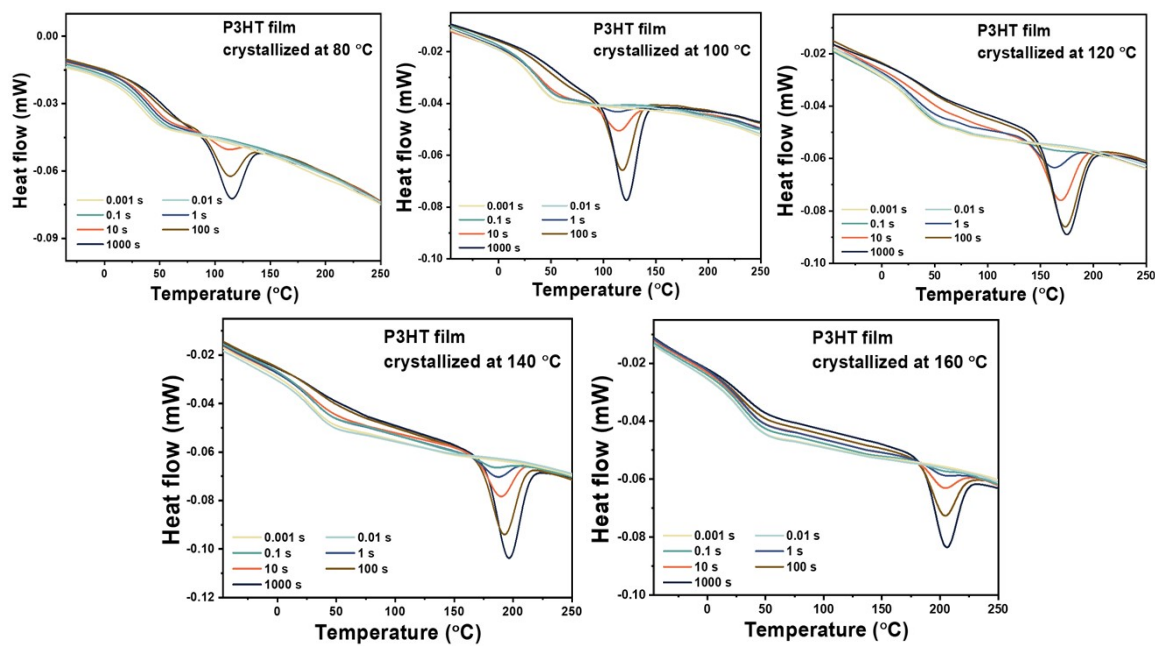 P3HT film
crystallized at 80 °C
Heat flow (mW)
0.00
-0.03
-0.06
-0.09
0.001 s
0.01 s
0.1 s
1 s
10 s
100 s
1000 s
0
50
100
150
200
250
Temperature (°C)
P3HT film
crystallized at 100 °C
Heat flow (mW)
-0.02
-0.04
-0.06
-0.08
-0.10
0.001 s
0.01 s
0.1 s
1 s
10 s
100 s
1000 s
0
50
100
150
200
250
Temperature (°C)
P3HT film
crystallized at 120 °C
Heat flow (mW)
-0.02
-0.04
-0.06
-0.08
-0.10
0.001 s
0.01 s
0.1 s
1 s
10 s
100 s
1000 s
0
50
100
150
200
250
Temperature (°C)
P3HT film
crystallized at 140 °C
Heat flow (mW)
-0.02
-0.04
-0.06
-0.08
-0.10
-0.12
0.001 s
0.01 s
0.1 s
1 s
10 s
100 s
1000 s
0
50
100
150
200
250
Temperature (°C)
P3HT film
crystallized at 160 °C
Heat flow (mW)
-0.02
-0.04
-0.06
-0.08
-0.10
0.001 s
0.01 s
0.1 s
1 s
10 s
100 s
1000 s
0
50
100
150
200
250
Temperature (°C)